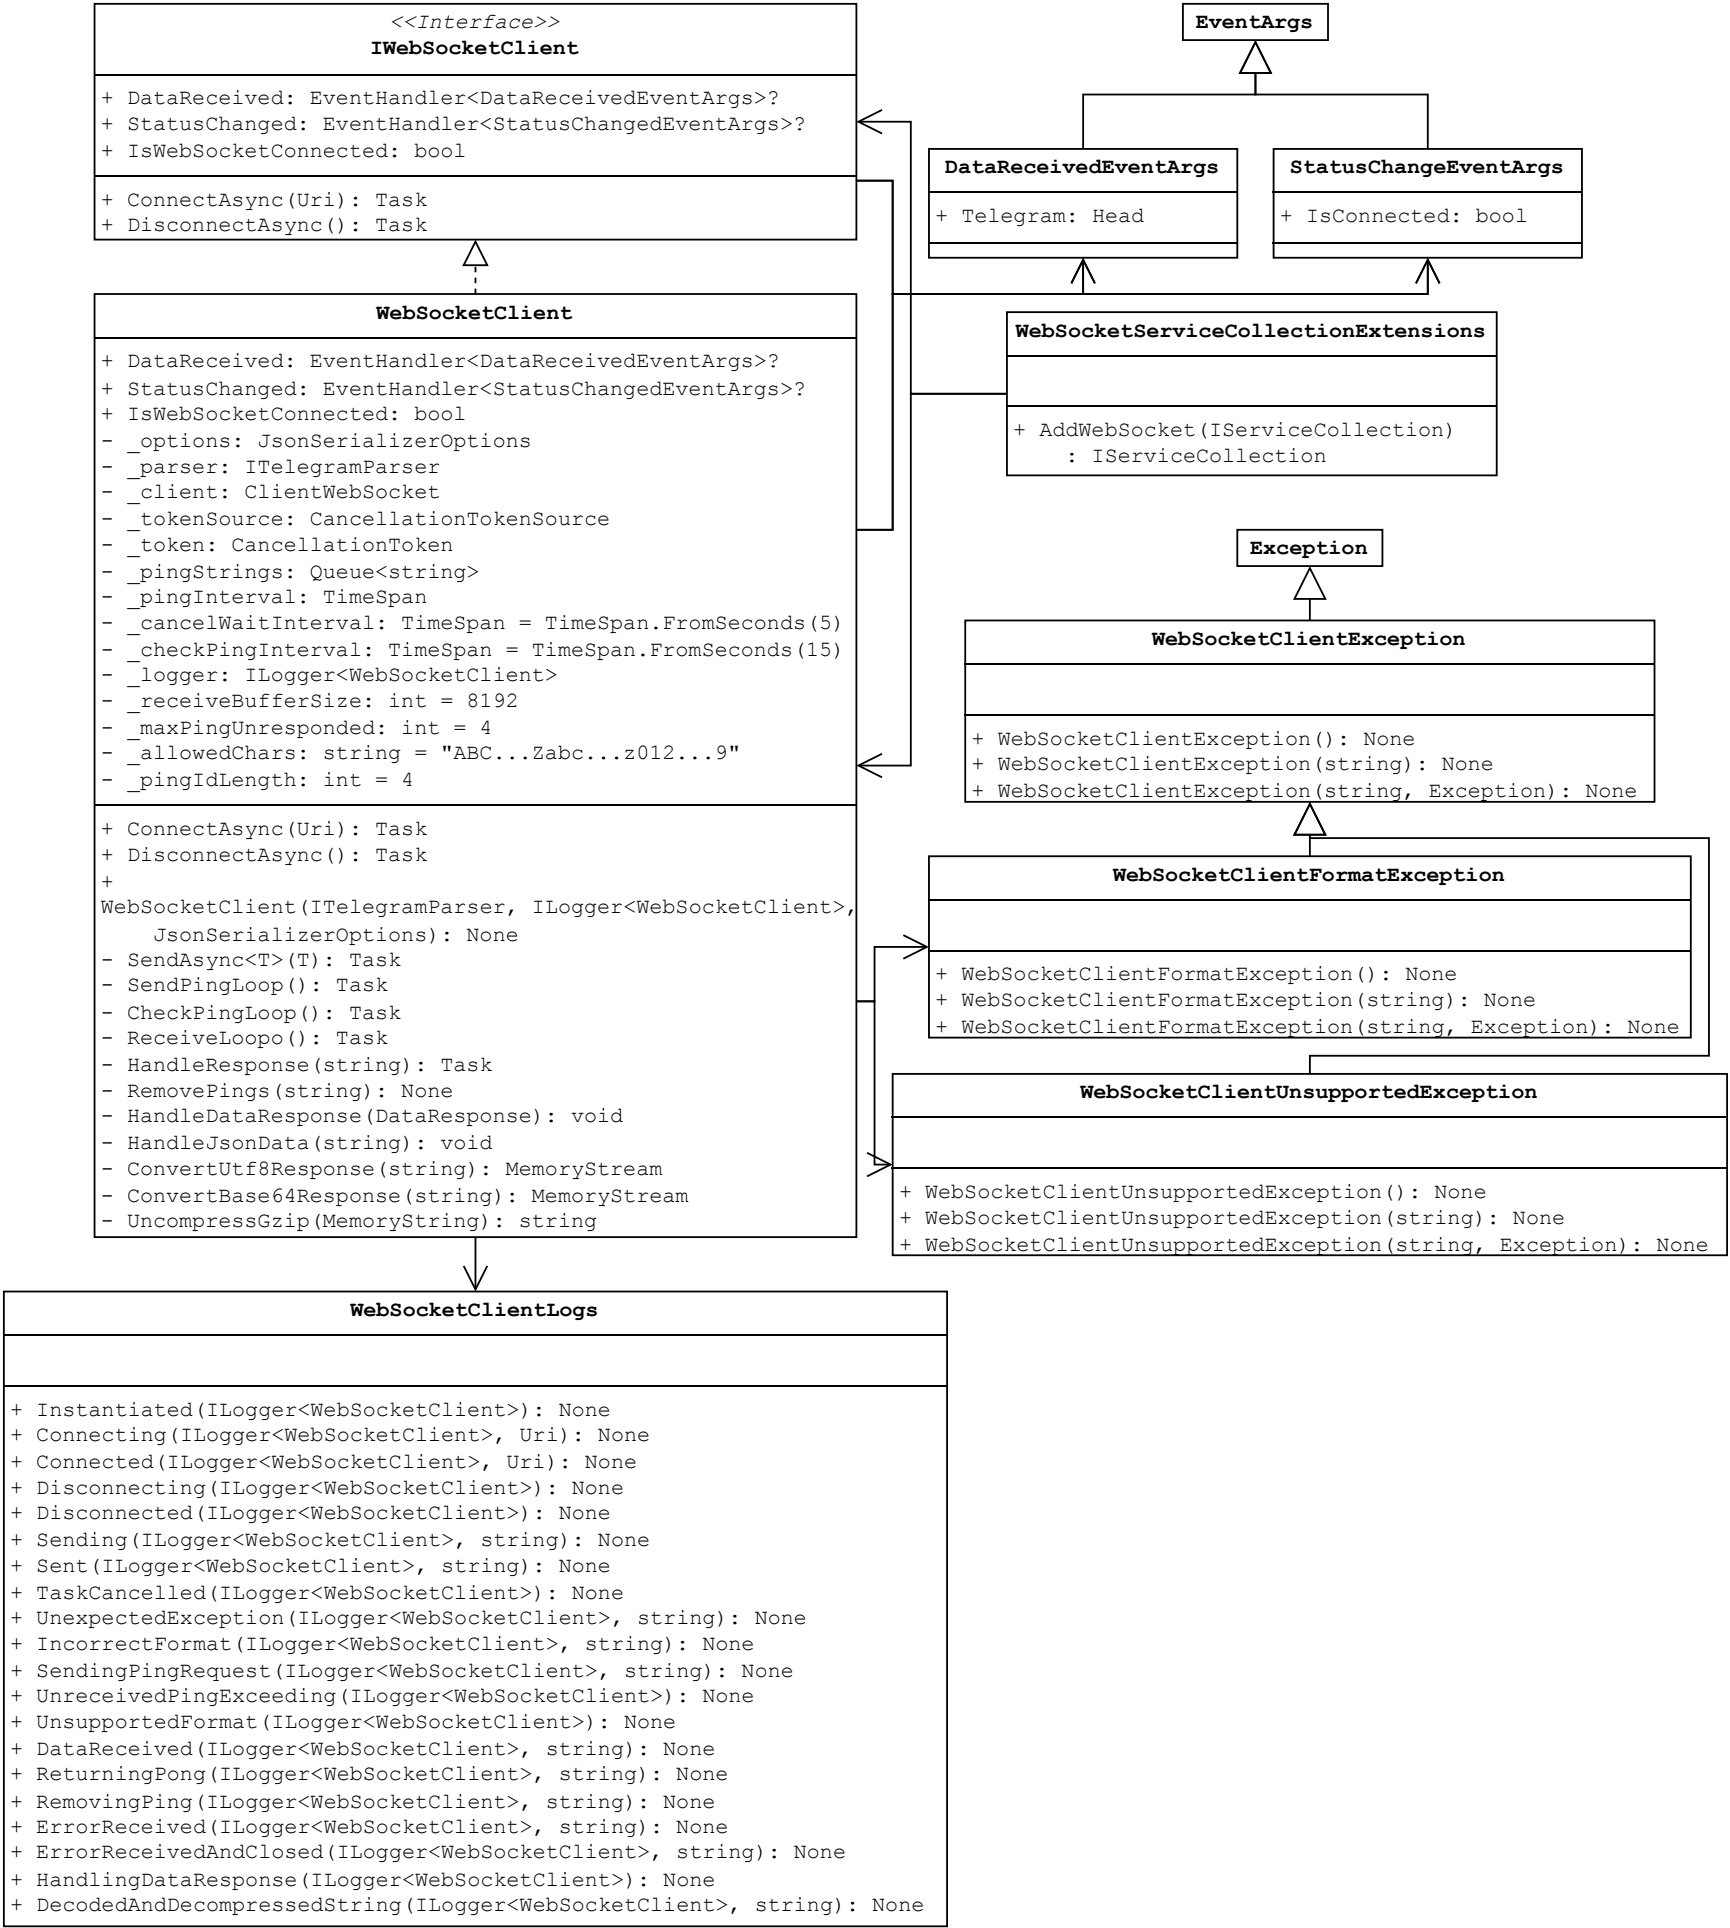 <<Interface>>
IWebSocketClient
+ DataReceived: EventHandler<DataReceivedEventArgs>?
+ StatusChanged: EventHandler<StatusChangedEventArgs>?
+ IsWebSocketConnected: bool
+ ConnectAsync(Uri): Task
+ DisconnectAsync(): Task
EventArgs
DataReceivedEventArgs
+ Telegram: Head
StatusChangeEventArgs
+ IsConnected: bool
WebSocketClient
+ DataReceived: EventHandler<DataReceivedEventArgs>?
+ StatusChanged: EventHandler<StatusChangedEventArgs>?
+ IsWebSocketConnected: bool
- _options: JsonSerializerOptions
- _parser: ITelegramParser
- _client: ClientWebSocket
- _tokenSource: CancellationTokenSource
- _token: CancellationToken
- _pingStrings: Queue<string>
- _pingInterval: TimeSpan
- _cancelWaitInterval: TimeSpan = TimeSpan.FromSeconds(5)
- _checkPingInterval: TimeSpan = TimeSpan.FromSeconds(15)
- _logger: ILogger<WebSocketClient>
- _receiveBufferSize: int = 8192
- _maxPingUnresponded: int = 4
- _allowedChars: string = "ABC...Zabc...z012...9"
- _pingIdLength: int = 4
+ ConnectAsync(Uri): Task
+ DisconnectAsync(): Task
+
WebSocketClient(ITelegramParser, ILogger<WebSocketClient>,
JsonSerializerOptions): None
- SendAsync<T>(T): Task
- SendPingLoop(): Task
- CheckPingLoop(): Task
- ReceiveLoopo(): Task
- HandleResponse(string): Task
- RemovePings(string): None
- HandleDataResponse(DataResponse): void
- HandleJsonData(string): void
- ConvertUtf8Response(string): MemoryStream
- ConvertBase64Response(string): MemoryStream
- UncompressGzip(MemoryString): string
WebSocketServiceCollectionExtensions
+ AddWebSocket(IServiceCollection)
: IServiceCollection
Exception
WebSocketClientException
+ WebSocketClientException(): None
+ WebSocketClientException(string): None
+ WebSocketClientException(string, Exception): None
WebSocketClientFormatException
+ WebSocketClientFormatException(): None
+ WebSocketClientFormatException(string): None
+ WebSocketClientFormatException(string, Exception): None
WebSocketClientUnsupportedException
+ WebSocketClientUnsupportedException(): None
+ WebSocketClientUnsupportedException(string): None
+ WebSocketClientUnsupportedException(string, Exception): None
WebSocketClientLogs
+ Instantiated(ILogger<WebSocketClient>): None
+ Connecting(ILogger<WebSocketClient>, Uri): None
+ Connected(ILogger<WebSocketClient>, Uri): None
+ Disconnecting(ILogger<WebSocketClient>): None
+ Disconnected(ILogger<WebSocketClient>): None
+ Sending(ILogger<WebSocketClient>, string): None
+ Sent(ILogger<WebSocketClient>, string): None
+ TaskCancelled(ILogger<WebSocketClient>): None
+ UnexpectedException(ILogger<WebSocketClient>, string): None
+ IncorrectFormat(ILogger<WebSocketClient>, string): None
+ SendingPingRequest(ILogger<WebSocketClient>, string): None
+ UnreceivedPingExceeding(ILogger<WebSocketClient>): None
+ UnsupportedFormat(ILogger<WebSocketClient>): None
+ DataReceived(ILogger<WebSocketClient>, string): None
+ ReturningPong(ILogger<WebSocketClient>, string): None
+ RemovingPing(ILogger<WebSocketClient>, string): None
+ ErrorReceived(ILogger<WebSocketClient>, string): None
+ ErrorReceivedAndClosed(ILogger<WebSocketClient>, string): None
+ HandlingDataResponse(ILogger<WebSocketClient>): None
+ DecodedAndDecompressedString(ILogger<WebSocketClient>, string): None